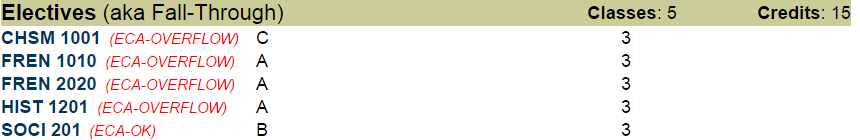 Electives (aka Fall-Through) Classes: 5 Credits: 15
CHSM 1001 (ECA-OVERFLOW) C 3
FREN 1010 (ECA-OVERFLOW) A 3
FREN 2020 (ECA-OVERFLOW) A 3
HIST 1201 (ECA-OVERFLOW) A 3
SOCI 201 (ECA-OK) B 3